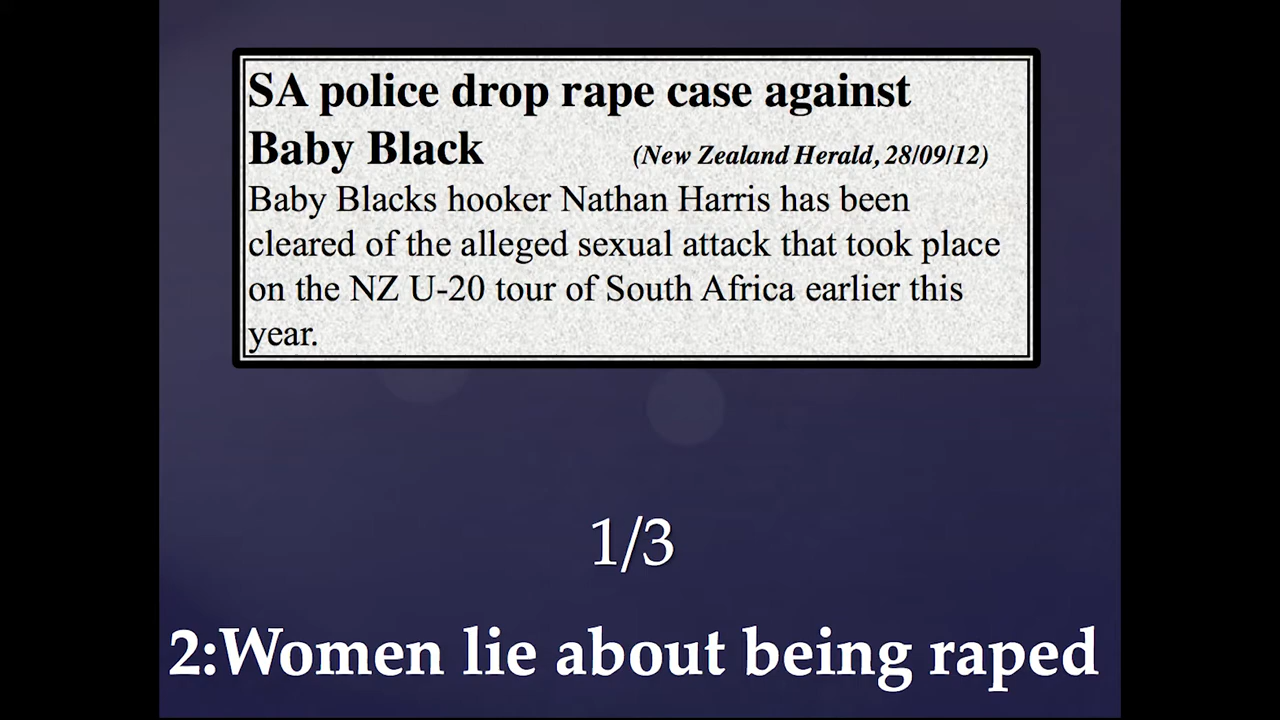 SA police drop rape case against
Baby Black (New Zealand Herald, 28/09/12)
Baby Blacks hooker Nathan Harris has been
cleared of the alleged sexual attack that took place
on the NZ U-20 tour of South Africa earlier this
year.
1/3
2:Women lie about being raped